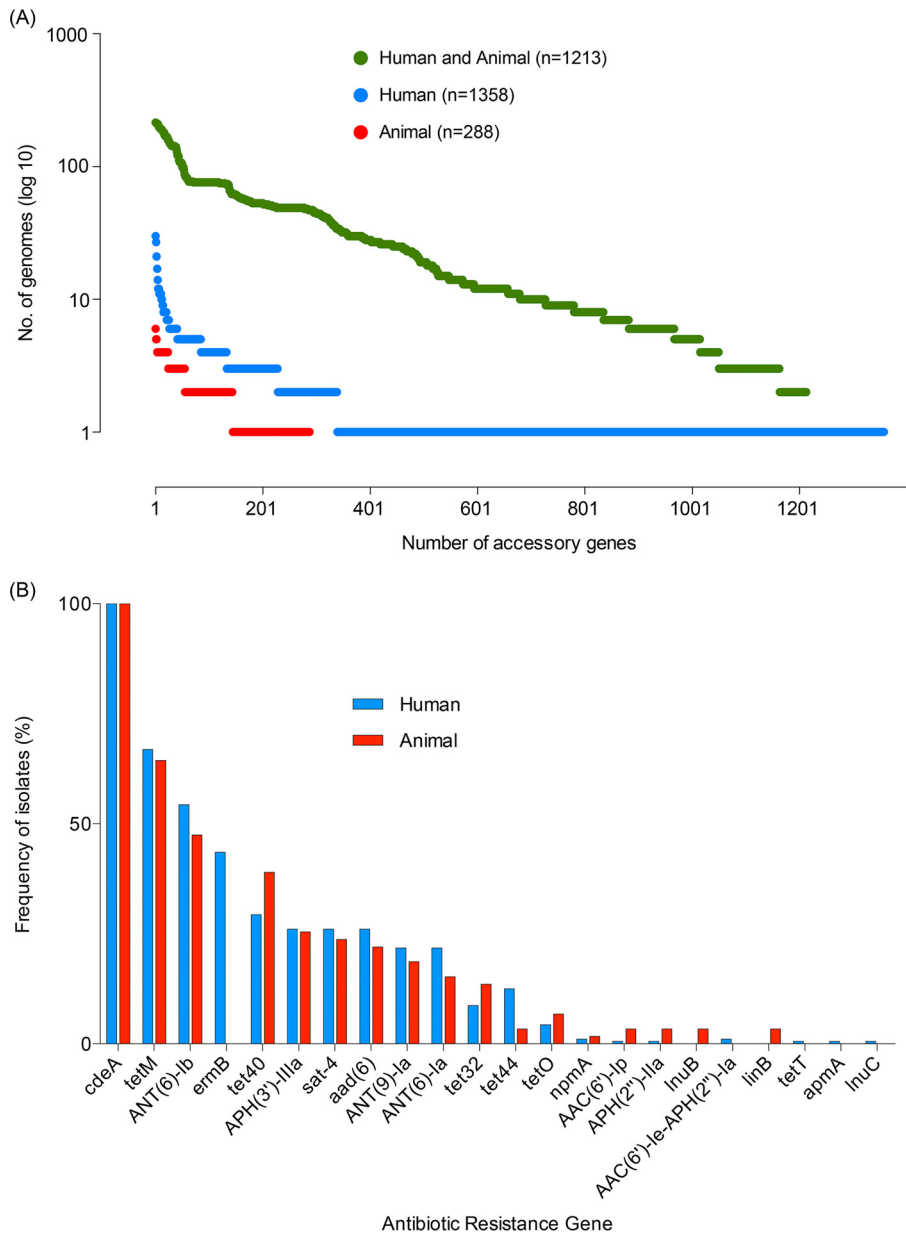 (A)
1000
100
10
1
No. of genomes (log 10)
Human and Animal (n=1213)
Human (n=1358)
Animal (n=288)
1
201
401
601
801
1001
1201
Number of accessory genes
(B)
100
50
0
Frequency of isolates (%)
Human
Animal
cdeA
tetM
ANT(6)-Ib
ermB
tet40
APH(3')-IIIa
sat-4
aad(6)
ANT(9)-Ia
ANT(6)-Ia
tet32
tet44
tetO
npmA
AAC(6')-Ip
APH(2'')-IIa
lnuB
AAC(6')-Ie-APH(2'')-Ia
linB
tetT
apmA
lnuC
Antibiotic Resistance Gene